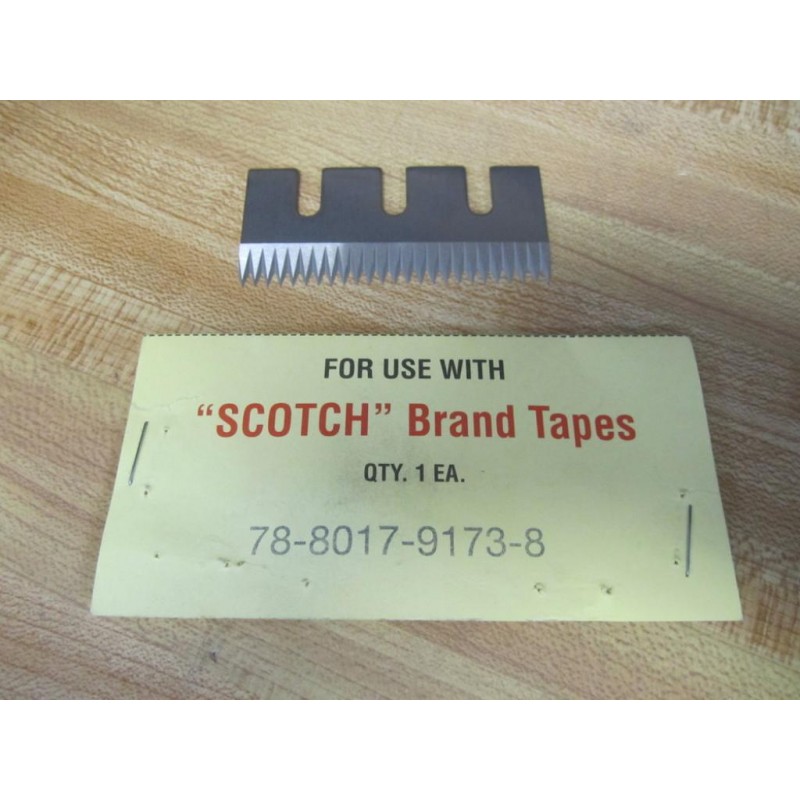 FOR USE WITH
“SCOTCH” Brand Tapes
QTY. 1 EA.
78-8017-9173-8